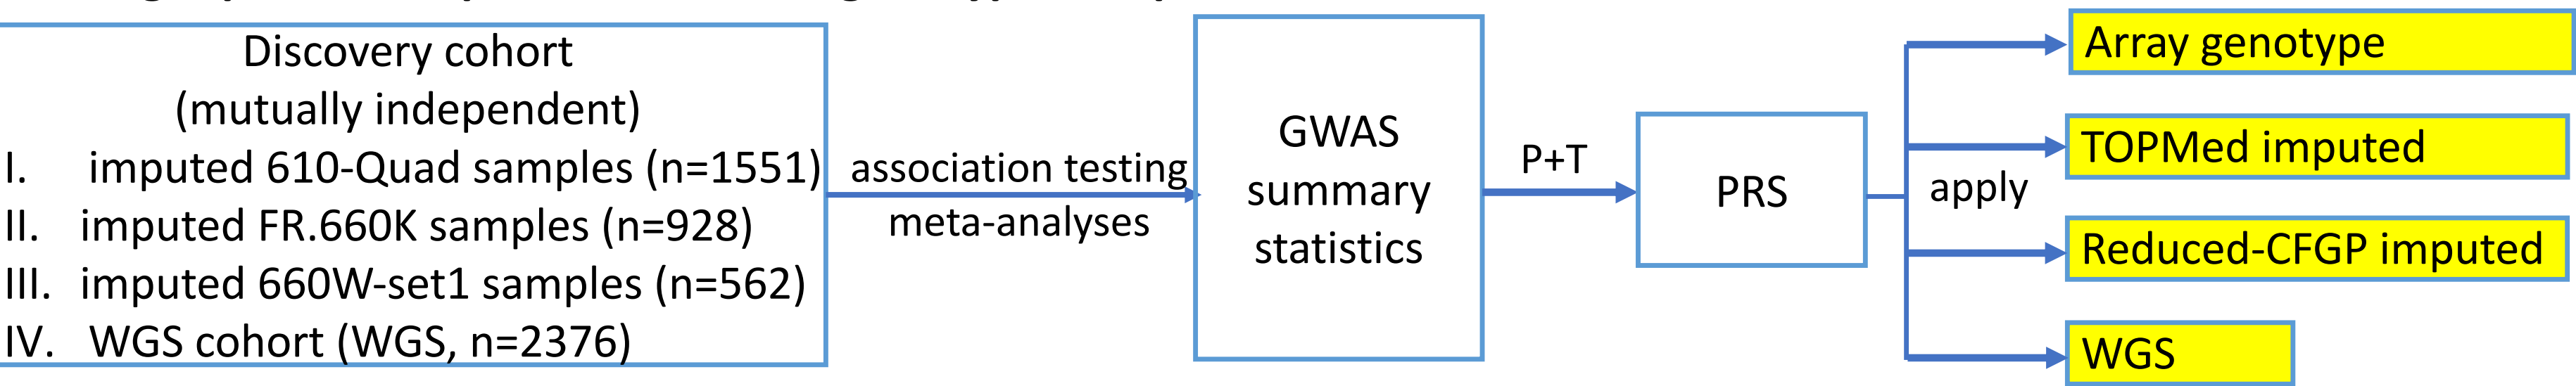 Discovery cohort
(mutually independent)
I. imputed 610-Quad samples (n=1551)
II. imputed FR.660K samples (n=928)
III. imputed 660W-set1 samples (n=562)
IV. WGS cohort (WGS, n=2376)
association testing
meta-analyses
GWAS
summary
statistics
P+T
PRS
apply
Array genotype
TOPMed imputed
Reduced-CFGP imputed
WGS